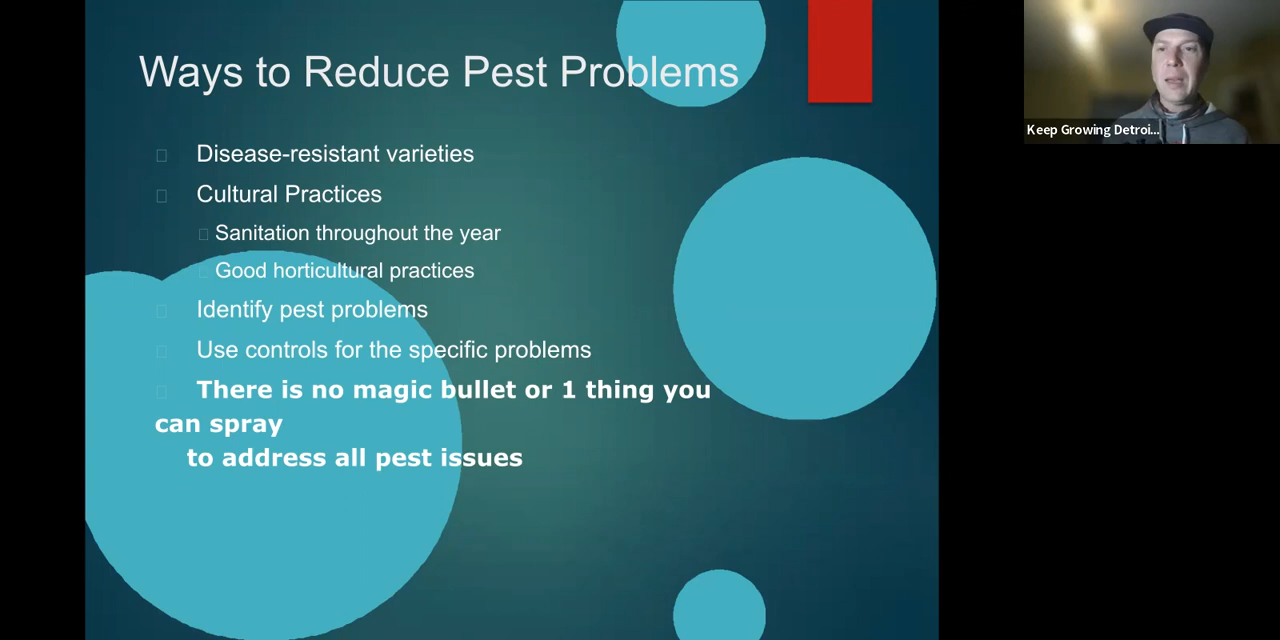 Ways to Reduce Pest Problems
Disease-resistant varieties
Cultural Practices
Sanitation throughout the year
Good horticultural practices
Identify pest problems
Use controls for the specific problems
There is no magic bullet or 1 thing you
can spray
to address all pest issues
Keep Growing Detroi...